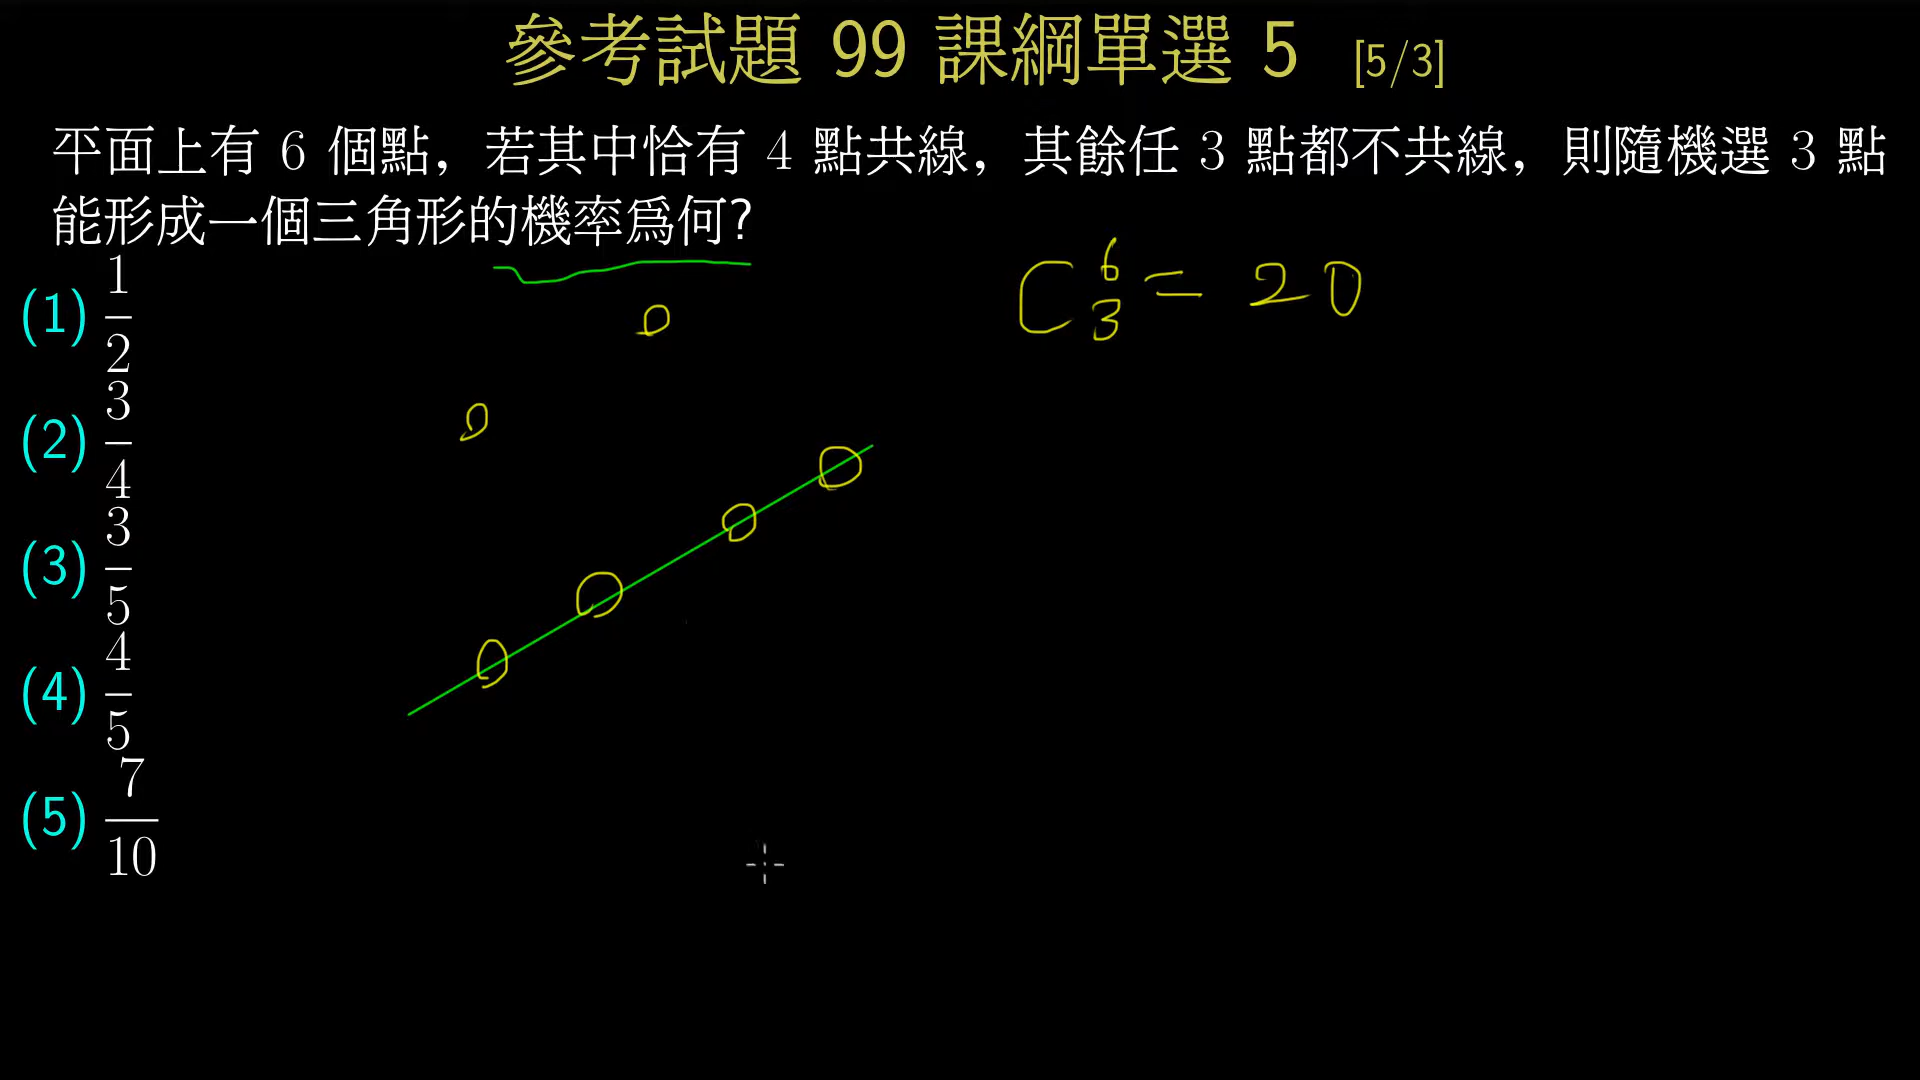 參考試題 99 課綱單選 5 [5/3]
平面上有 6 個點，若其中恰有 4 點共線，其餘任 3 點都不共線，則隨機選 3 點
能形成一個三角形的機率爲何?
C 6 3 = 20
(1) 1/2
(2) 3/4
(3) 3/5
(4) 4/5
(5) 7/10